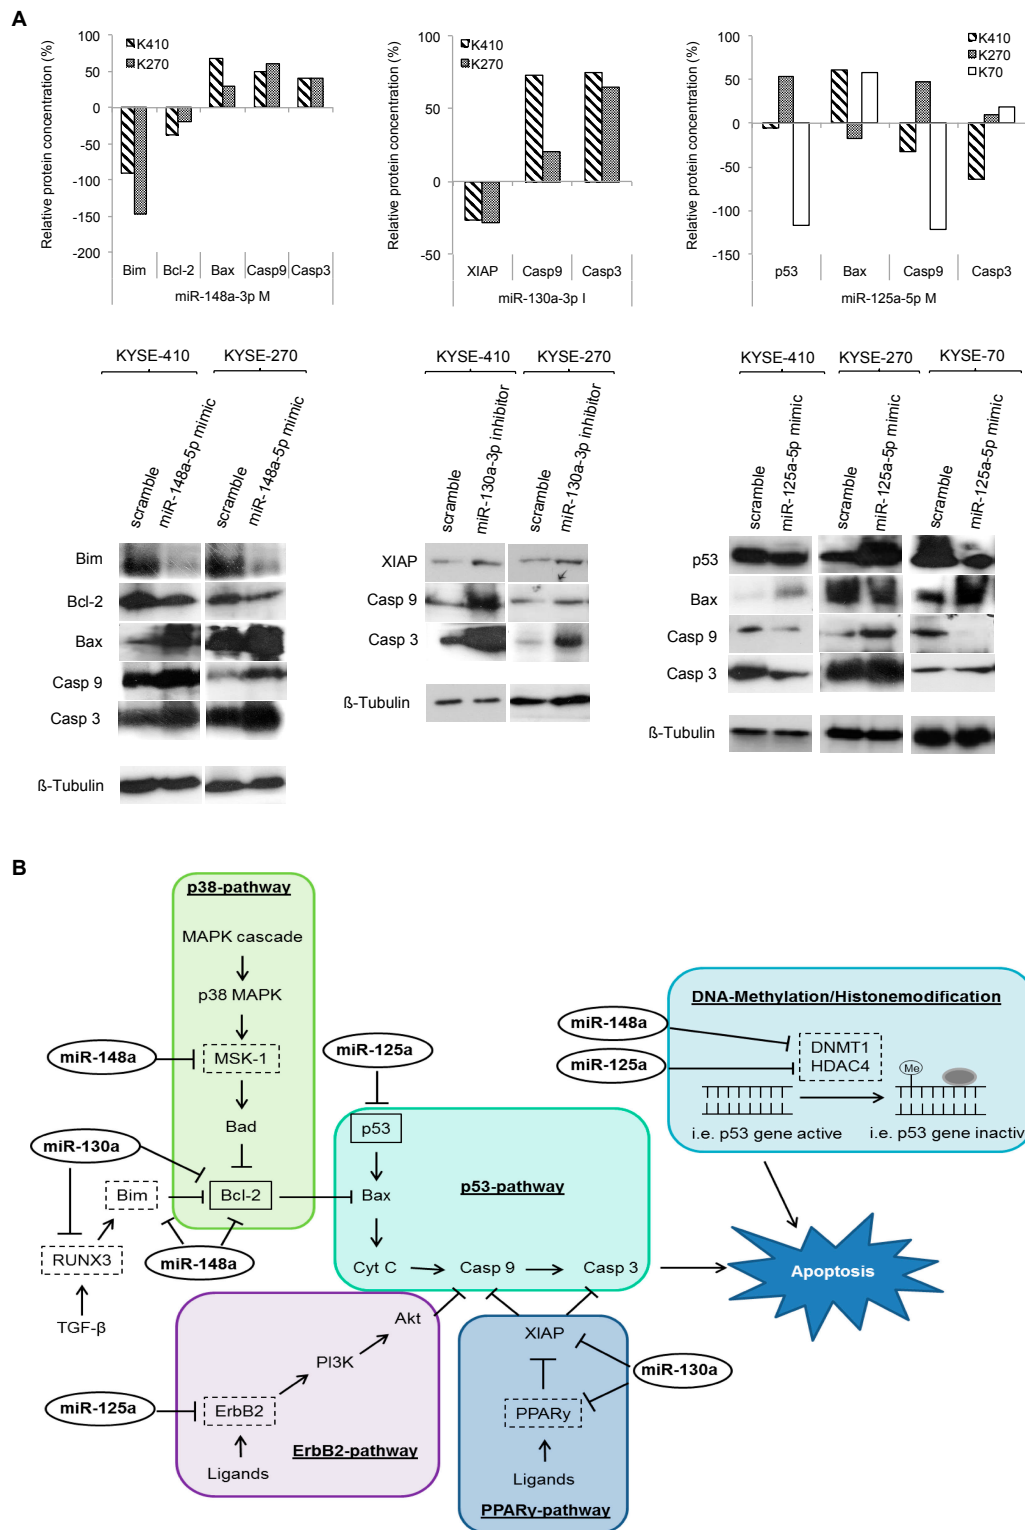 A
Relative protein concentration (%)
K410
K270
100
50
0
-50
-100
-150
-200
Bim
Bcl-2
Bax
Casp9
Casp3
miR-148a-3p M
Relative protein concentration (%)
K410
K270
100
50
0
-50
XIAP
Casp9
Casp3
miR-130a-3p I
Relative protein concentration (%)
K410
K270
K70
100
50
0
-50
-100
-150
p53
Bax
Casp9
Casp3
miR-125a-5p M
KYSE-410
KYSE-270
scramble
miR-148a-5p mimic
scramble
miR-148a-5p mimic
Bim
Bcl-2
Bax
Casp 9
Casp 3
ß-Tubulin
KYSE-410
KYSE-270
scramble
miR-130a-3p inhibitor
scramble
miR-130a-3p inhibitor
XIAP
Casp 9
Casp 3
ß-Tubulin
KYSE-410
KYSE-270
KYSE-70
scramble
miR-125a-5p mimic
scramble
miR-125a-5p mimic
scramble
miR-125a-5p mimic
p53
Bax
Casp 9
Casp 3
ß-Tubulin
B
p38-pathway
MAPK cascade
p38 MAPK
miR-148a
MSK-1
Bad
miR-130a
Bim
Bcl-2
RUNX3
miR-148a
TGF-β
miR-125a
p53
Bax
p53-pathway
Cyt C
Casp 9
Casp 3
DNA-Methylation/Histonemodification
miR-148a
miR-125a
DNMT1
HDAC4
Me
i.e. p53 gene active
i.e. p53 gene inactiv
Apoptosis
Akt
PI3K
miR-125a
ErbB2
Ligands
ErbB2-pathway
XIAP
miR-130a
PPARγ
Ligands
PPARγ-pathway